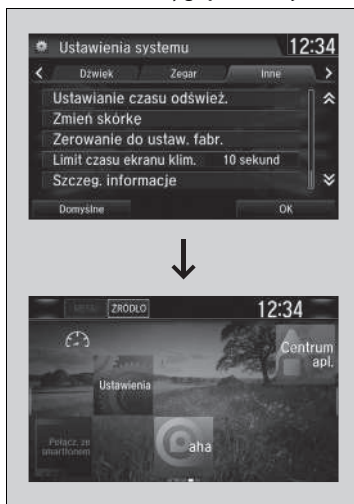 Ustawienia systemu 12:34
Dźwięk Zegar Inne
Ustawianie czasu odśwież.
Zmień skórkę
Zerowanie do ustaw. fabr.
Limit czasu ekranu klim. 10 sekund
Szczeg. informacje
Domyślne OK
MENU ŹRÓDŁO 12:34
Centrum
apl.
Ustawienia
Połącz. ze
smartfonem
aha